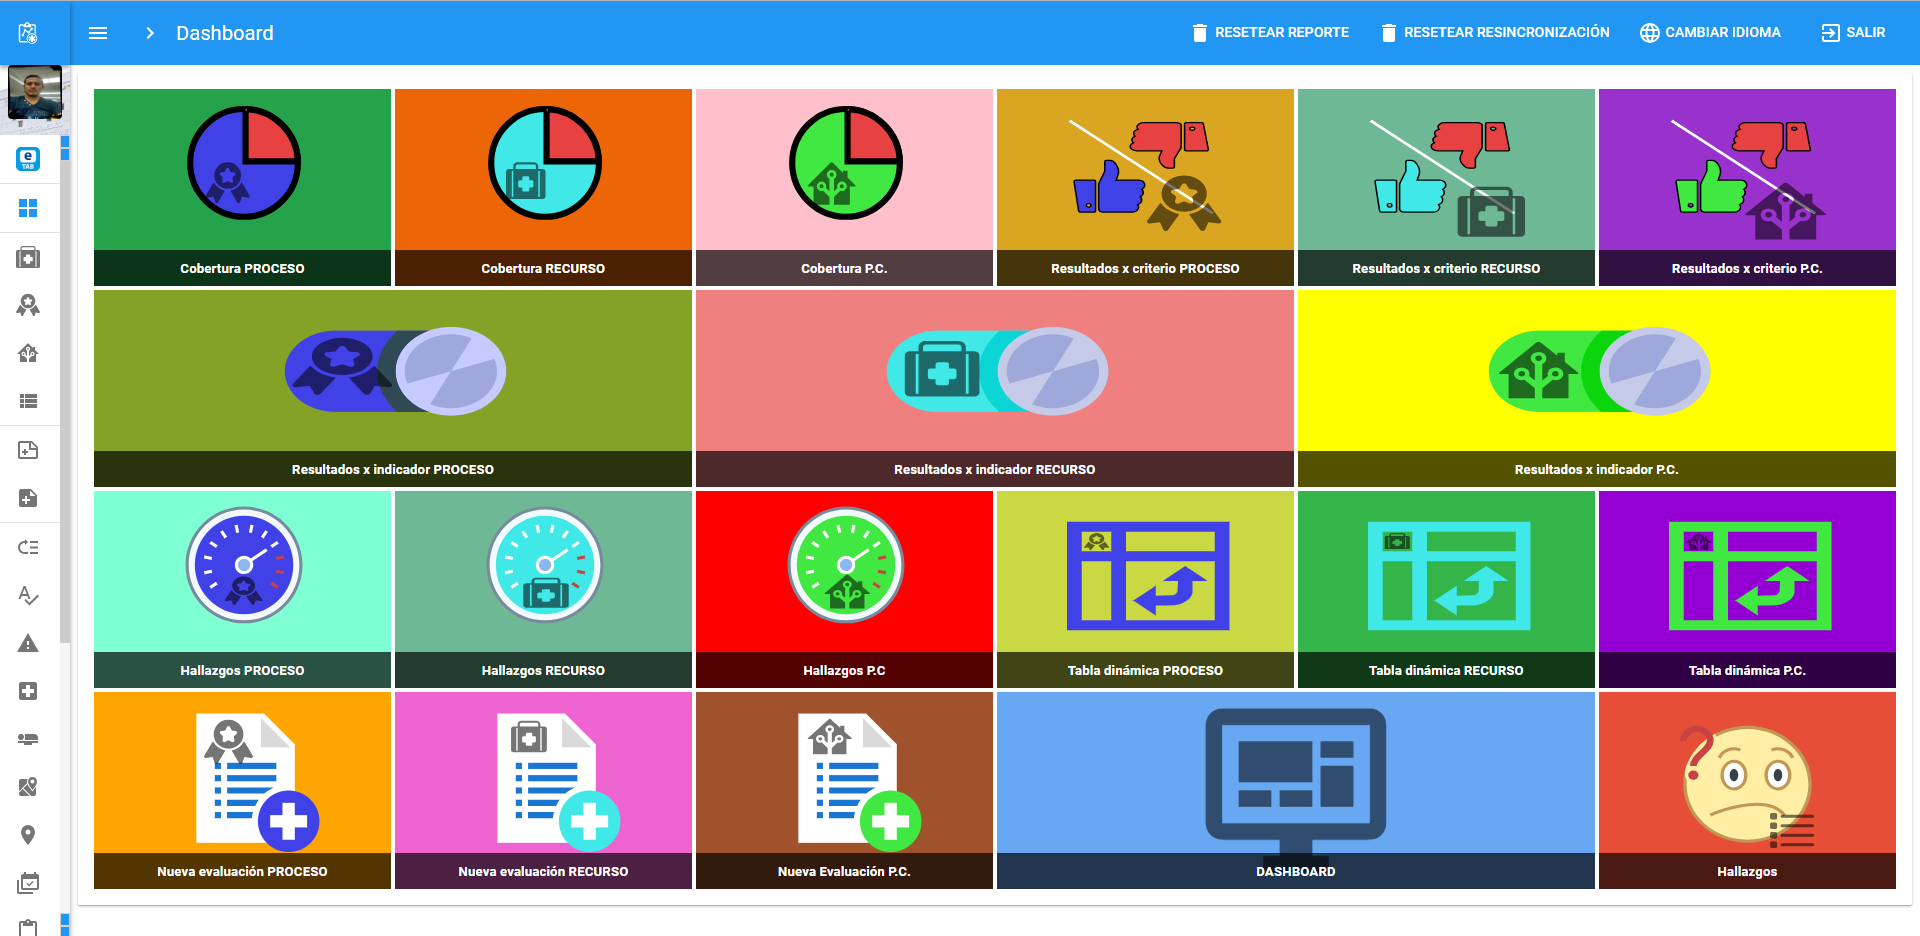 Dashboard
RESETEAR REPORTE
RESETEAR RESINCRONIZACIÓN
CAMBIAR IDIOMA
SALIR
e
TAB
Cobertura PROCESO
Cobertura RECURSO
Cobertura P.C.
Resultados x criterio PROCESO
Resultados x criterio RECURSO
Resultados x criterio P.C.
Resultados x indicador PROCESO
Resultados x indicador RECURSO
Resultados x indicador P.C.
Hallazgos PROCESO
Hallazgos RECURSO
Hallazgos P.C
Tabla dinámica PROCESO
Tabla dinámica RECURSO
Tabla dinámica P.C.
Nueva evaluación PROCESO
Nueva evaluación RECURSO
Nueva Evaluación P.C.
DASHBOARD
?
Hallazgos